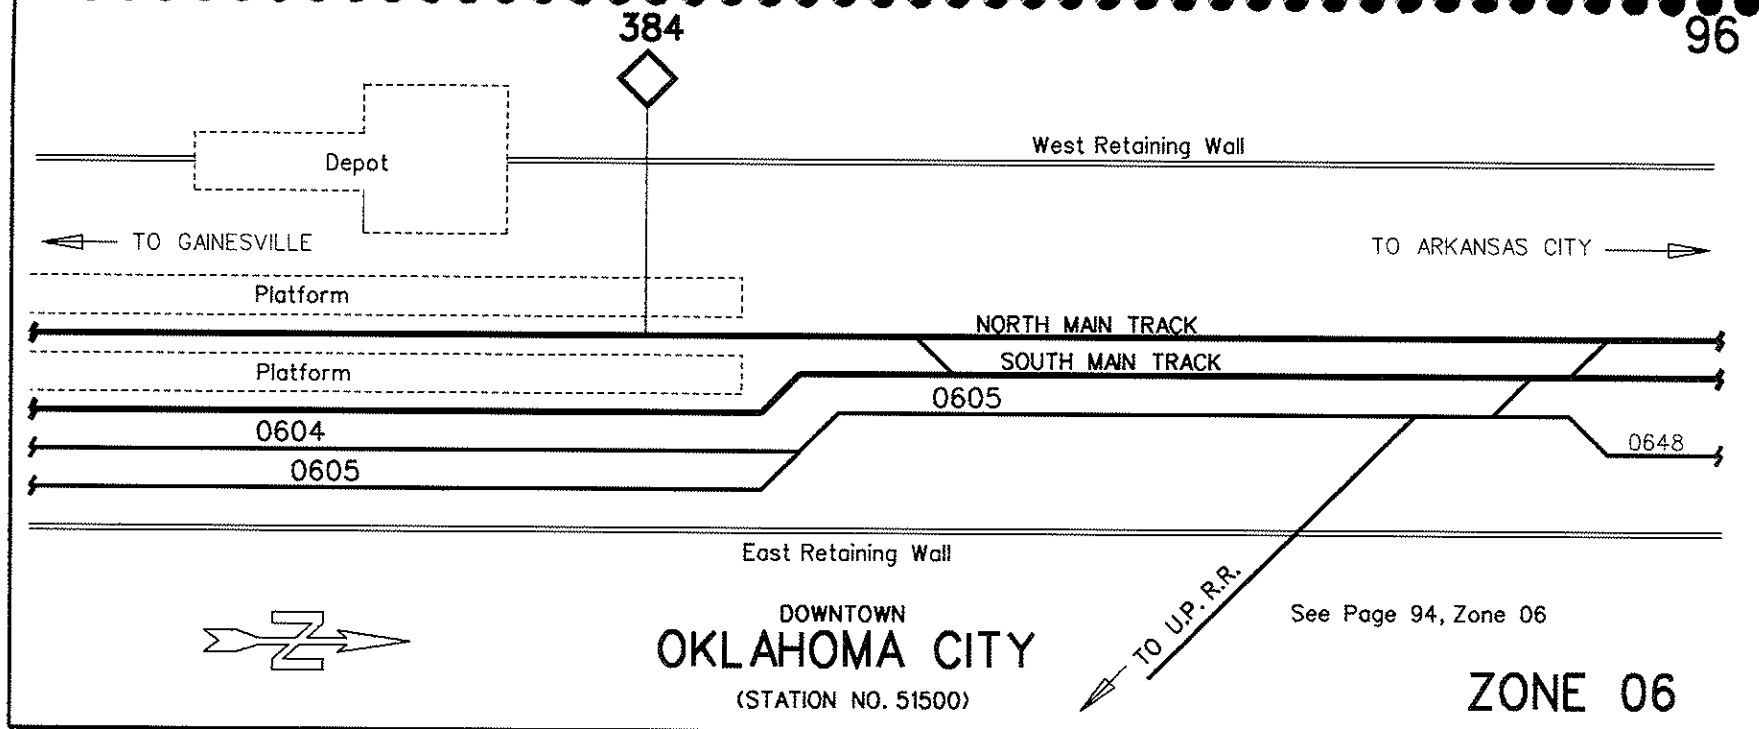 384
96
West Retaining Wall
Depot
TO GAINESVILLE
TO ARKANSAS CITY
Platform
NORTH MAIN TRACK
SOUTH MAIN TRACK
Platform
0605
0604
0648
0605
East Retaining Wall
TO U.P. R.R.
N
DOWNTOWN
OKLAHOMA CITY
(STATION NO. 51500)
See Page 94, Zone 06
ZONE 06